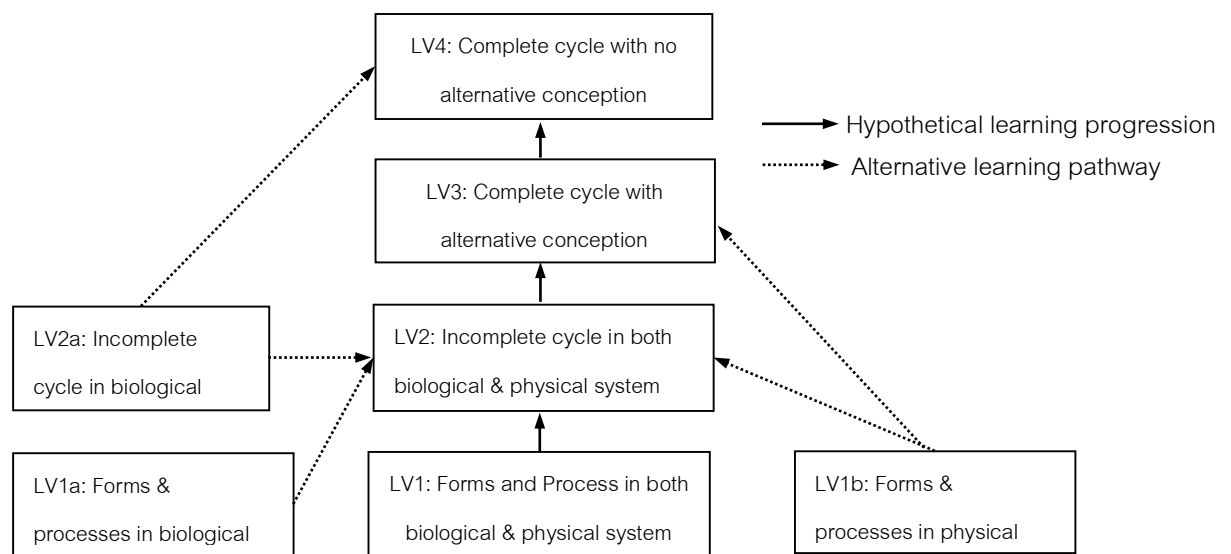 LV4: Complete cycle with no
alternative conception
Hypothetical learning progression
Alternative learning pathway
LV3: Complete cycle with
alternative conception
LV2a: Incomplete
cycle in biological
LV2: Incomplete cycle in both
biological & physical system
LV1a: Forms &
processes in biological
LV1: Forms and Process in both
biological & physical system
LV1b: Forms &
processes in physical